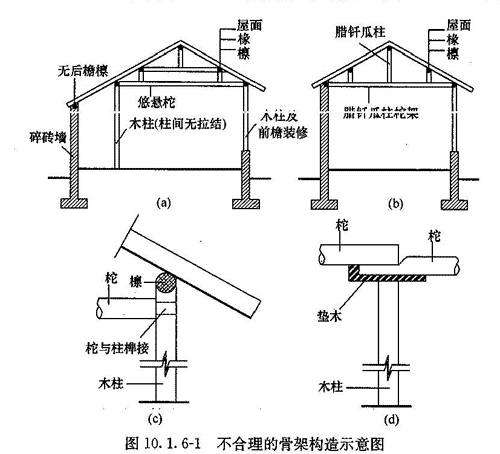 屋面
椽
檩
无后檐檩
悠悬柁
木柱(柱间无拉结)
木柱及
前檐装修
碎砖墙
(a)
屋面
椽
檩
腊钎瓜柱
腊钎瓜柱柁架
(b)
檩
柁
柁与柱榫接
木柱
(c)
柁
柁
垫木
木柱
(d)
图 10.1.6-1 不合理的骨架构造示意图